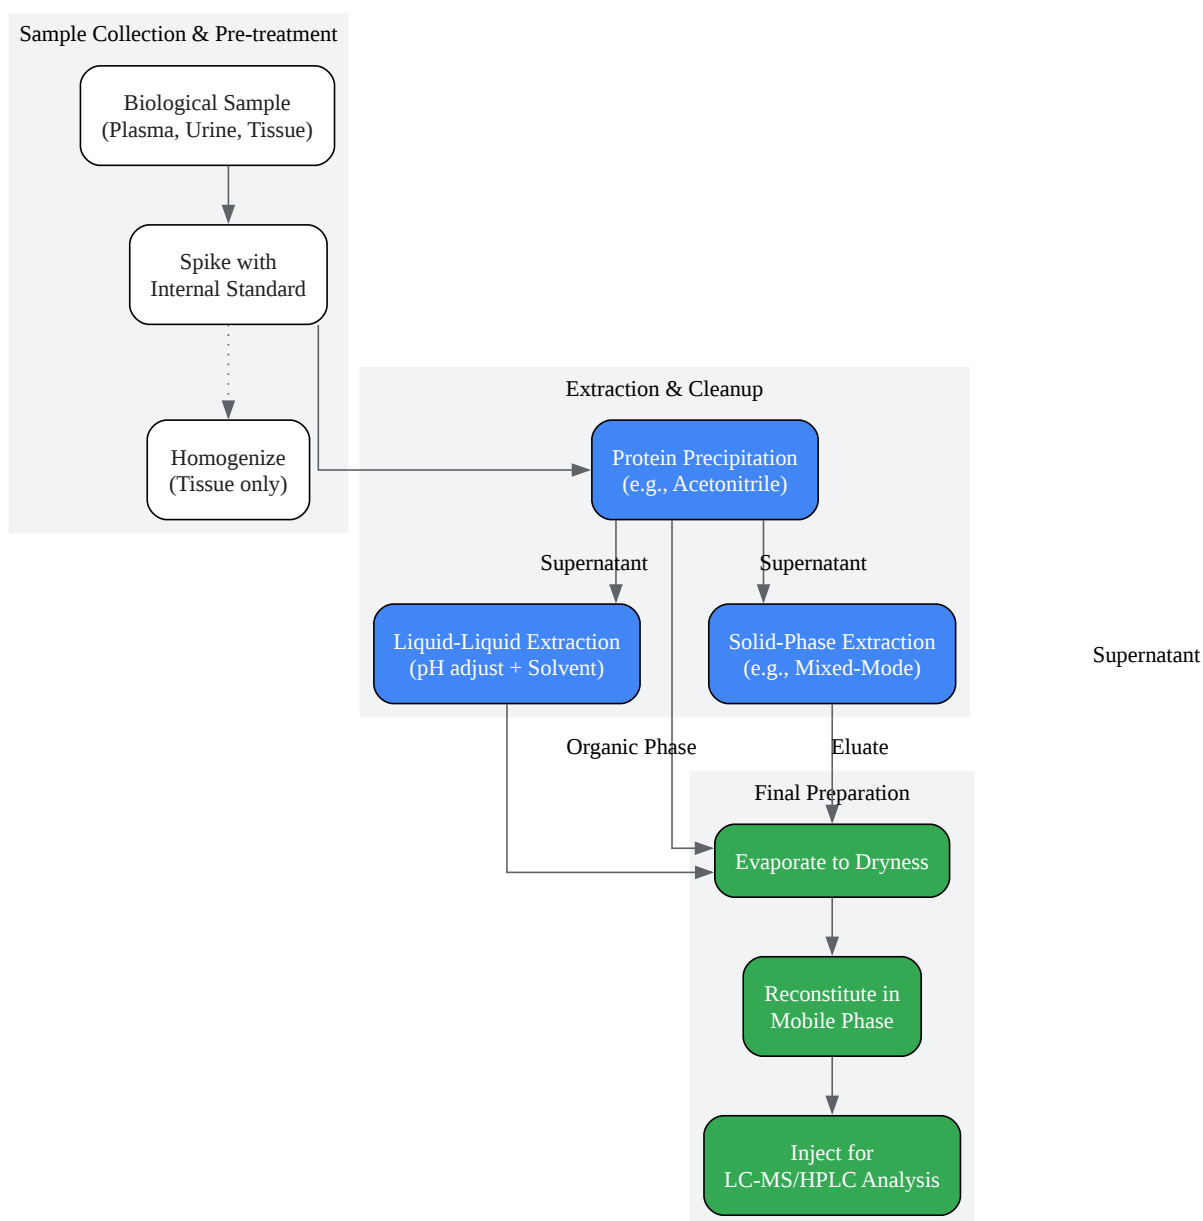 Sample Collection & Pre-treatment
Biological Sample
(Plasma, Urine, Tissue)
Spike with
Internal Standard
Homogenize
(Tissue only)
Extraction & Cleanup
Protein Precipitation
(e.g., Acetonitrile)
Supernatant
Supernatant
Liquid-Liquid Extraction
(pH adjust + Solvent)
Solid-Phase Extraction
(e.g., Mixed-Mode)
Supernatant
Organic Phase
Eluate
Final Preparation
Evaporate to Dryness
Reconstitute in
Mobile Phase
Inject for
LC-MS/HPLC Analysis